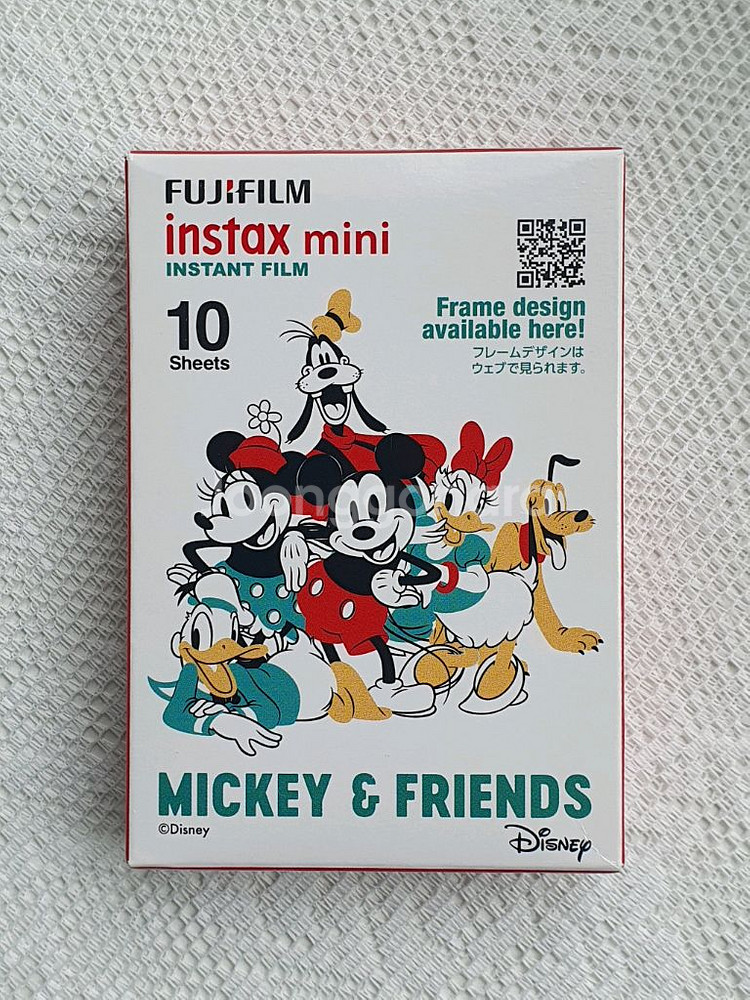 FUJIFILM
instax mini
INSTANT FILM
10
Sheets
Frame design
available here!
フレームデザインは
ウェブで見られます。
MICKEY & FRIENDS
©Disney
Disney